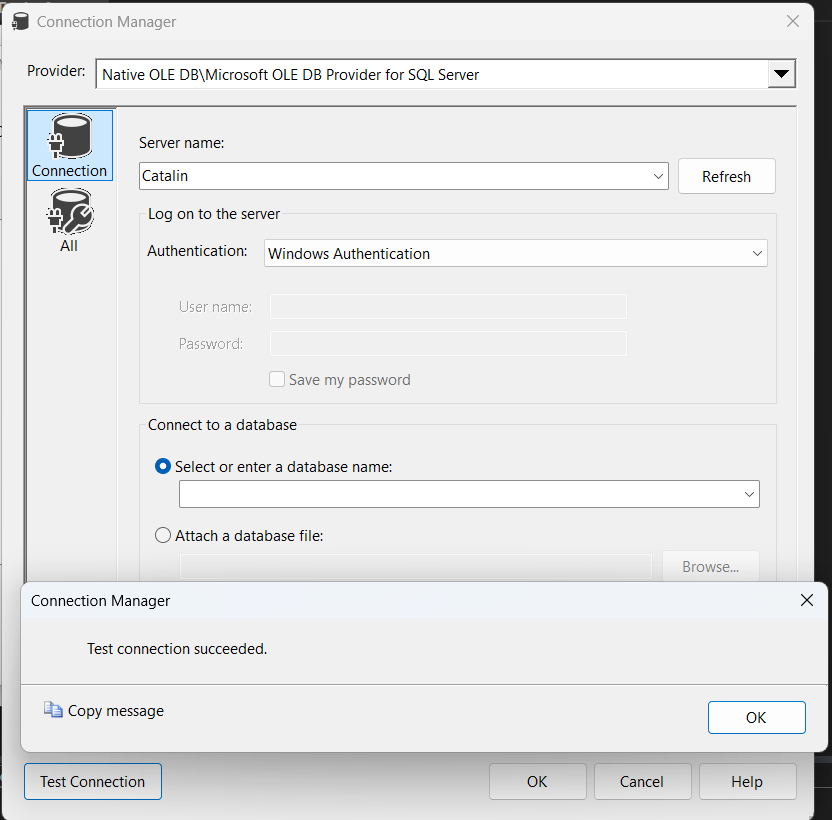 Connection Manager
Provider: Native OLE DB\Microsoft OLE DB Provider for SQL Server
Connection
All
Server name:
Catalin
Refresh
Log on to the server
Authentication: Windows Authentication
User name:
Password:
Save my password
Connect to a database
Select or enter a database name:
Attach a database file:
Browse...
Connection Manager
Test connection succeeded.
Copy message
OK
Test Connection
OK
Cancel
Help